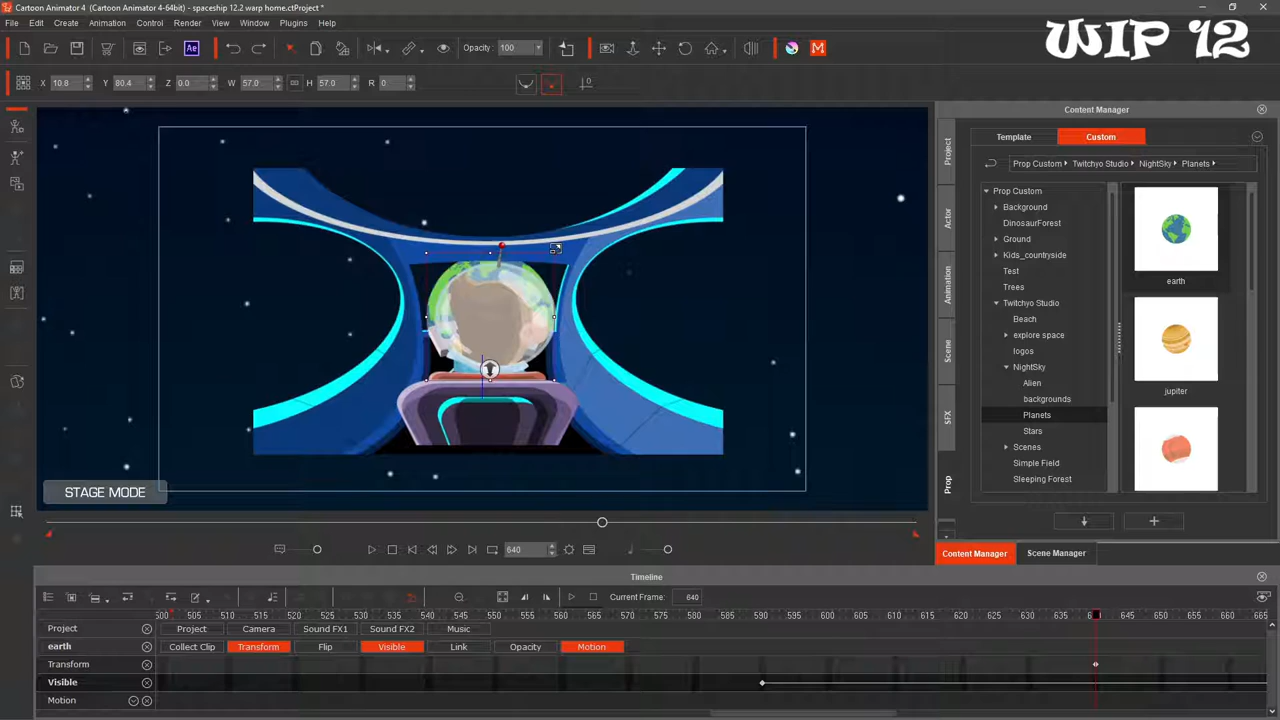 Cartoon Animator 4 (Cartoon Animator 4-64bit) - spaceship 12.2 warp home.ctProject *
File Edit Create Animation Control Render View Window Plugins Help
WIP 12
Ae Opacity: 100 M
X 10.8 Y 80.4 Z 0.0 W 57.0 H 57.0 R 0
Content Manager
Template Custom
Prop Custom Twitchyo Studio NightSky Planets
Project
Actor
Animation
Scene
SFX
Prop
Prop Custom
Background
DinosaurForest
Ground
Kids_countryside
Test
Trees
Twitchyo Studio
Beach
explore space
logos
NightSky
Alien
backgrounds
Planets
Stars
Scenes
Simple Field
Sleeping Forest
earth
jupiter
STAGE MODE
640
Content Manager Scene Manager
Timeline
Current Frame: 640
505 510 515 520 525 530 535 540 545 550 555 560 565 570 575 580 585 590 595 600 605 610 615 620 625 630 635 645 650 655 660 665
Project Project Camera Sound FX1 Sound FX2 Music
earth Collect Clip Transform Flip Visible Link Opacity Motion
Transform
Visible
Motion